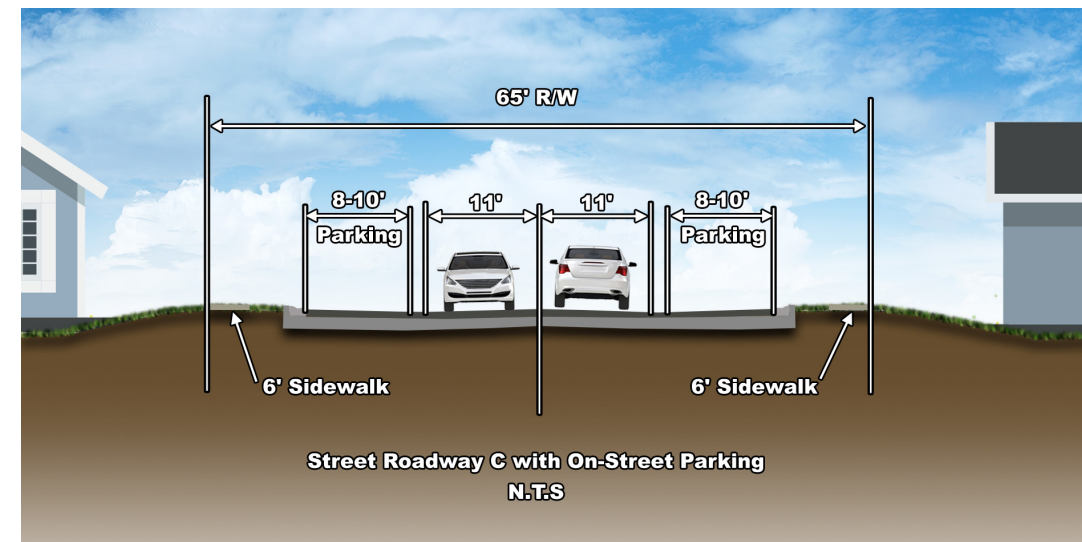 65' R/W
8-10'
11'
11'
8-10'
Parking
Parking
6' Sidewalk
6' Sidewalk
Street Roadway C with On-Street Parking
N.T.S